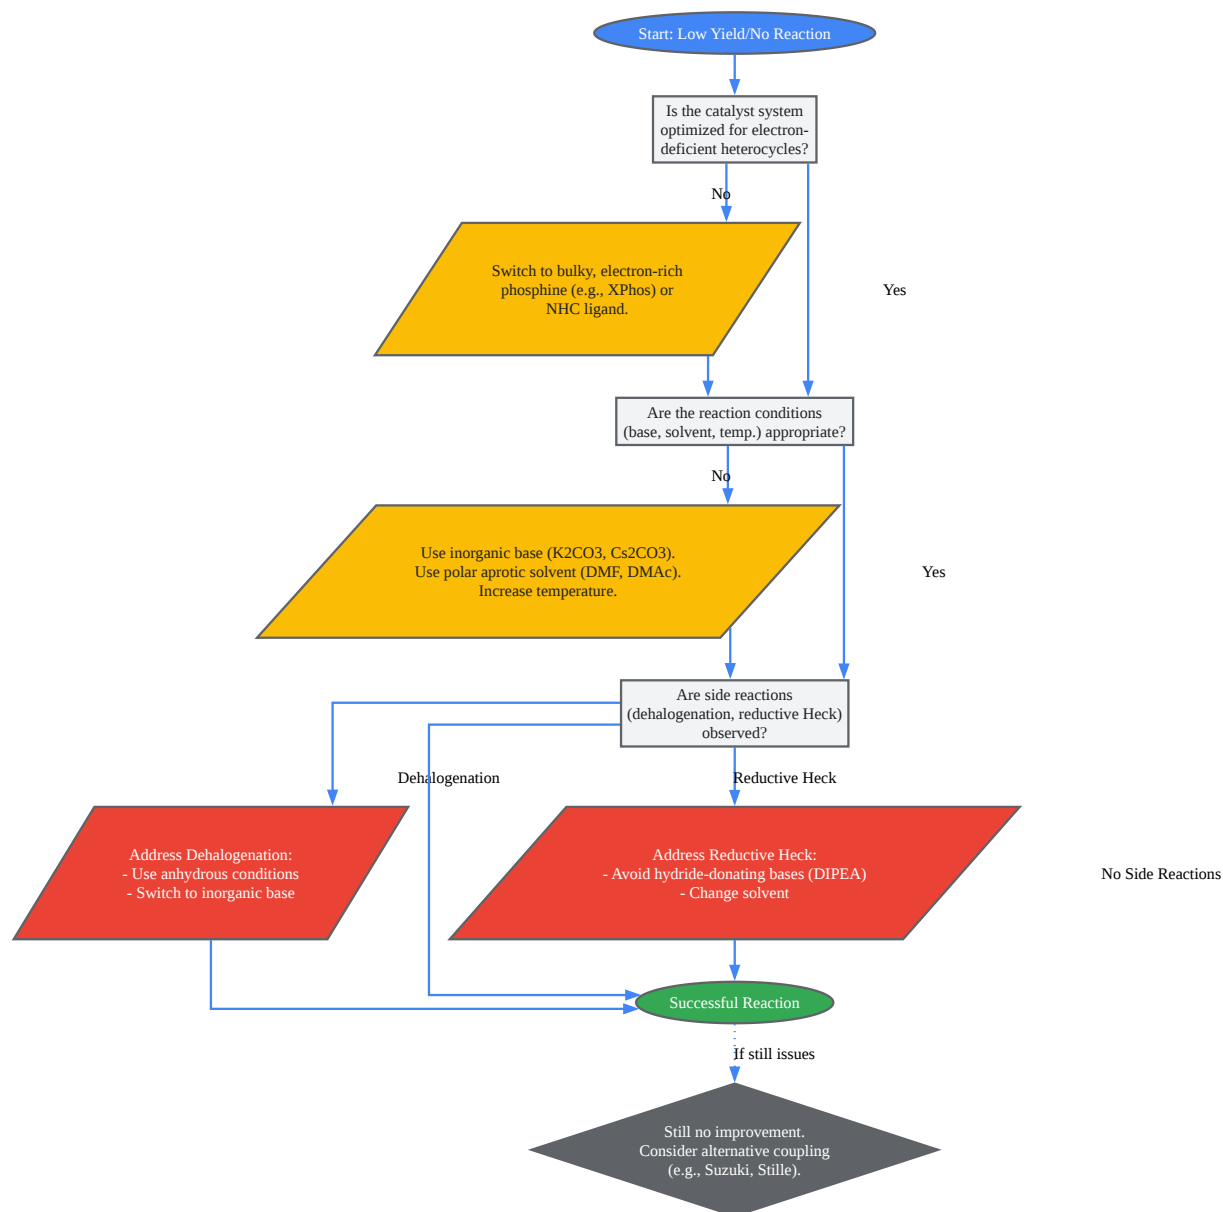 Start: Low Yield/No Reaction
Is the catalyst system
optimized for electron-
deficient heterocycles?
No
Switch to bulky, electron-rich
phosphine (e.g., XPhos) or
NHC ligand.
Yes
Are the reaction conditions
(base, solvent, temp.) appropriate?
No
Use inorganic base (K2CO3, Cs2CO3).
Use polar aprotic solvent (DMF, DMAc).
Increase temperature.
Yes
Are side reactions
(dehalogenation, reductive Heck)
observed?
Dehalogenation
Reductive Heck
Address Dehalogenation:
- Use anhydrous conditions
- Switch to inorganic base
Address Reductive Heck:
- Avoid hydride-donating bases (DIPEA)
- Change solvent
No Side Reactions
Successful Reaction
If still issues
Still no improvement.
Consider alternative coupling
(e.g., Suzuki, Stille).